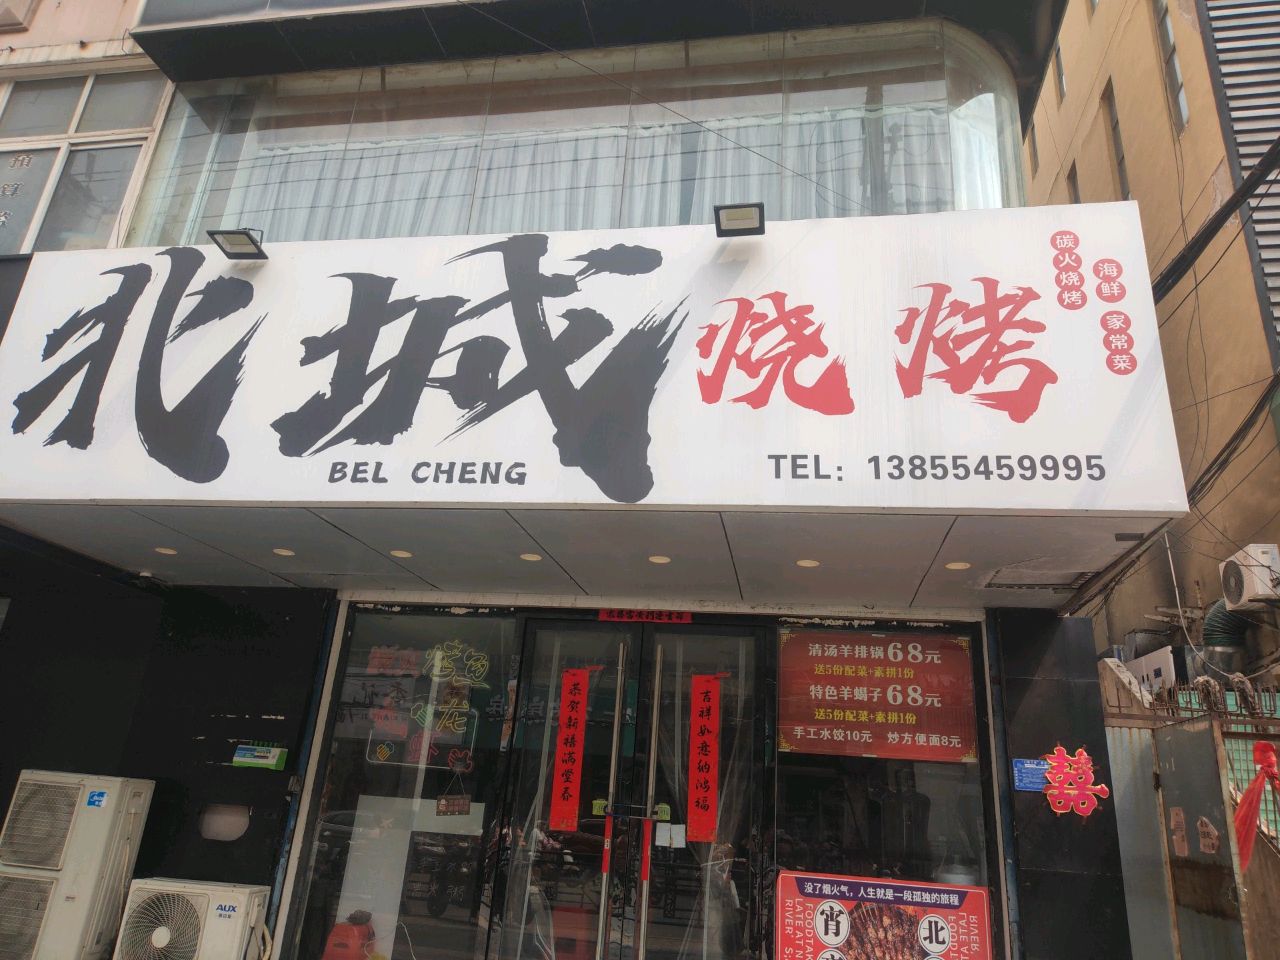 北城烧烤
碳火烧烤
海鲜 家常菜
BEL CHENG
TEL: 13855459995
清汤羊排锅68元
送5份配菜+素拼1份
特色羊蝎子68元
送5份配菜+素拼1份
手工水饺10元 炒方便面8元
恭贺新禧满堂春
吉祥如意纳鸿福
烤鱼
龙
虾
囍
没了烟火气，人生就是一段孤独的旅程
宵
北
AUX